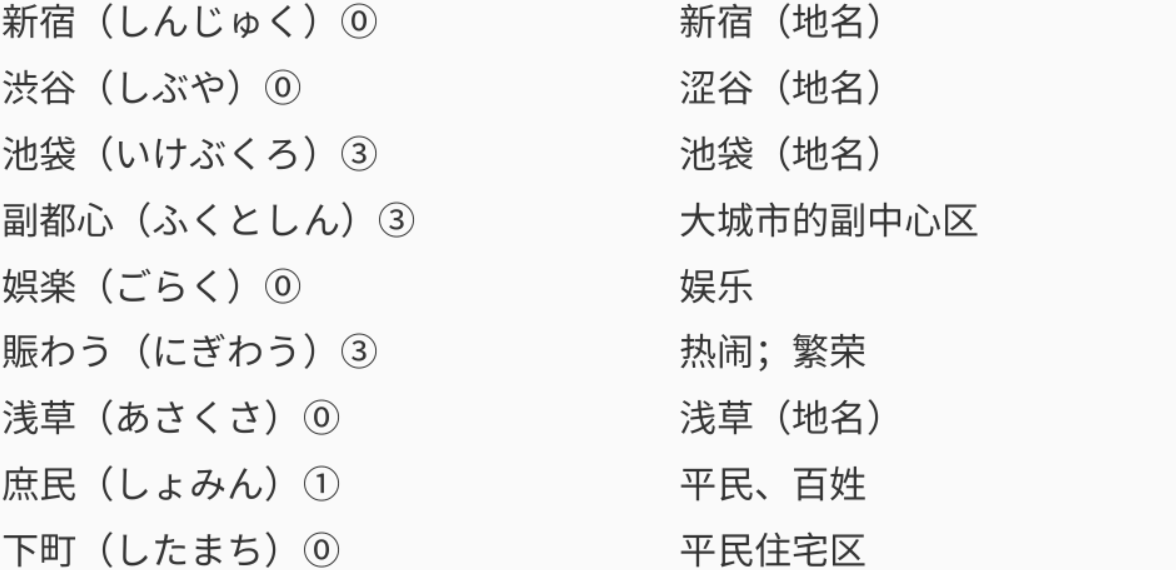 新宿（しんじゅく）⓪ 新宿（地名）
渋谷（しぶや）⓪ 涩谷（地名）
池袋（いけぶくろ）③ 池袋（地名）
副都心（ふくとしん）③ 大城市的副中心区
娯楽（ごらく）⓪ 娱乐
賑わう（にぎわう）③ 热闹；繁荣
浅草（あさくさ）⓪ 浅草（地名）
庶民（しょみん）① 平民、百姓
下町（したまち）⓪ 平民住宅区